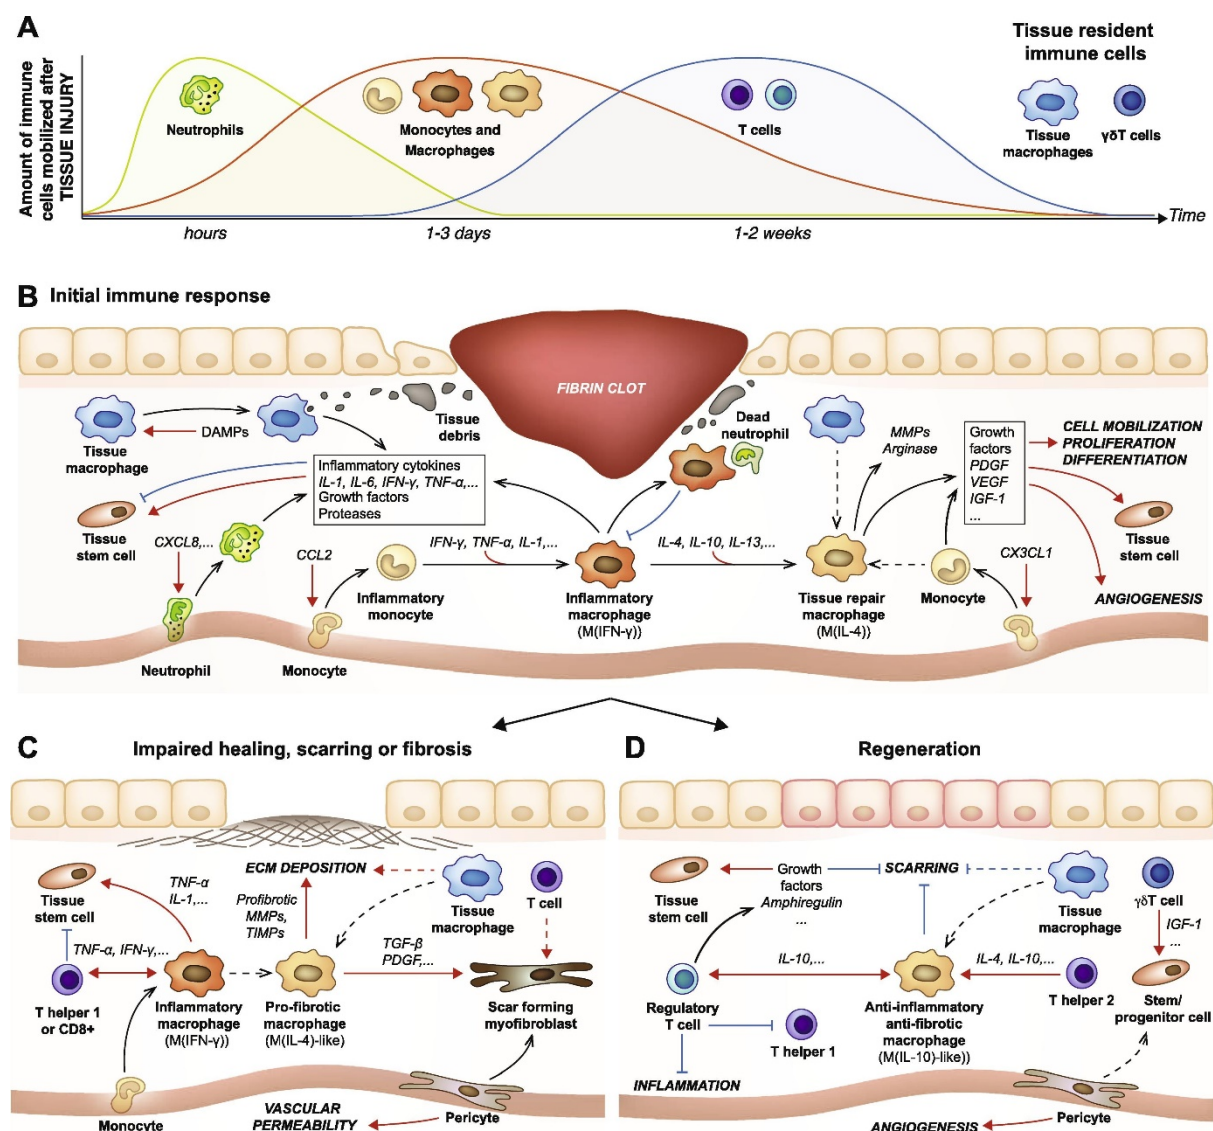 A
Amount of immune
cells mobilized after
TISSUE INJURY
Neutrophils
Monocytes and
Macrophages
T cells
Tissue resident
immune cells
Tissue
macrophages
γδT cells
hours
1-3 days
1-2 weeks
Time
B Initial immune response
FIBRIN CLOT
Tissue
macrophage
DAMPs
Tissue
debris
Dead
neutrophil
Inflammatory cytokines
IL-1, IL-6, IFN-γ, TNF-α,...
Growth factors
Proteases
Tissue
stem cell
CXCL8,...
CCL2
Neutrophil
Monocyte
Inflammatory
monocyte
IFN-γ, TNF-α, IL-1,...
Inflammatory
macrophage
(M(IFN-γ))
IL-4, IL-10, IL-13,...
Tissue repair
macrophage
(M(IL-4))
MMPs
Arginase
Growth
factors
PDGF
VEGF
IGF-1
...
CELL MOBILIZATION
PROLIFERATION
DIFFERENTIATION
Tissue
stem cell
Monocyte
CX3CL1
ANGIOGENESIS
C Impaired healing, scarring or fibrosis
Tissue
stem cell
TNF-α
IL-1,...
ECM DEPOSITION
Profibrotic
MMPs,
TIMPs
Tissue
macrophage
T cell
TNF-α, IFN-γ,...
TGF-β
PDGF,...
T helper 1
or CD8+
Inflammatory
macrophage
(M(IFN-γ))
Pro-fibrotic
macrophage
(M(IL-4)-like)
Scar forming
myofibroblast
Monocyte
VASCULAR
PERMEABILITY
Pericyte
D Regeneration
Tissue
stem cell
Growth
factors
Amphiregulin
...
SCARRING
Tissue
macrophage
γδT cell
IGF-1
...
IL-10,...
IL-4, IL-10,...
Regulatory
T cell
T helper 1
Anti-inflammatory
anti-fibrotic
macrophage
(M(IL-10)-like))
T helper 2
Stem/
progenitor cell
INFLAMMATION
ANGIOGENESIS
Pericyte